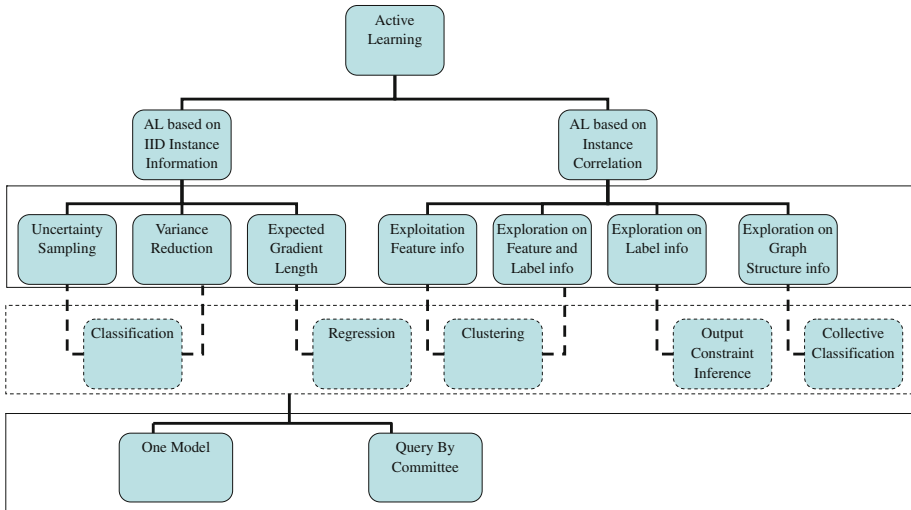 Active
Learning
AL based on
IID Instance
Information
AL based on
Instance
Correlation
Uncertainty
Sampling
Variance
Reduction
Expected
Gradient
Length
Exploitation
Feature info
Exploration on
Feature and
Label info
Exploration on
Label info
Exploration on
Graph
Structure info
Classification
Regression
Clustering
Output
Constraint
Inference
Collective
Classification
One Model
Query By
Committee